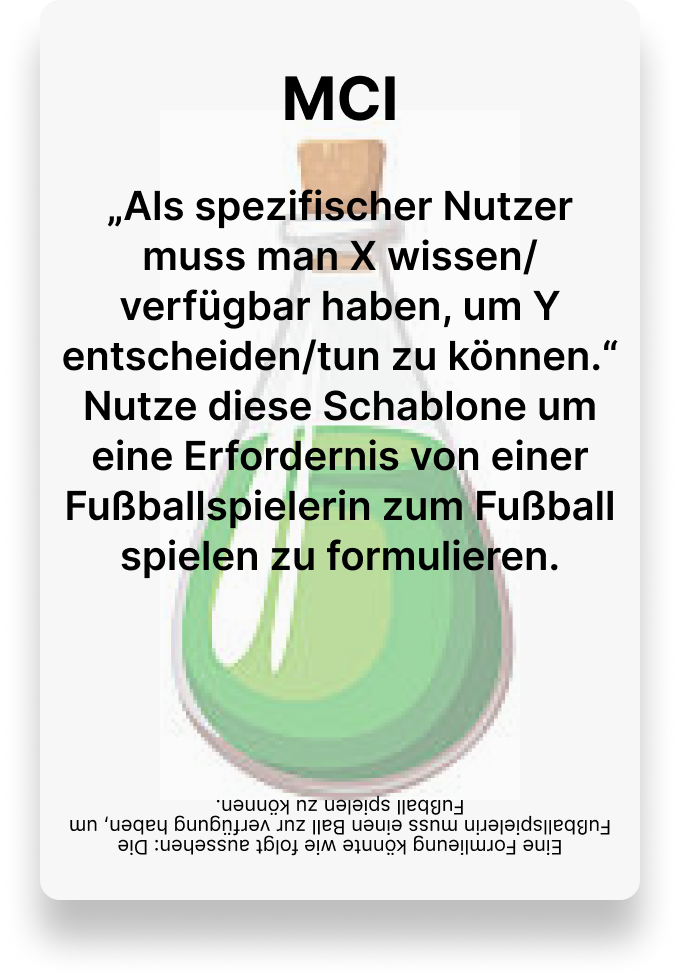 MCI
„Als spezifischer Nutzer
muss man X wissen/
verfügbar haben, um Y
entscheiden/tun zu können.“
Nutze diese Schablone um
eine Erfordernis von einer
Fußballspielerin zum Fußball
spielen zu formulieren.
Eine Formlieung könnte wie folgt aussehen: Die
Fußballspielerin muss einen Ball zur verfügung haben, um
Fußball spielen zu können.